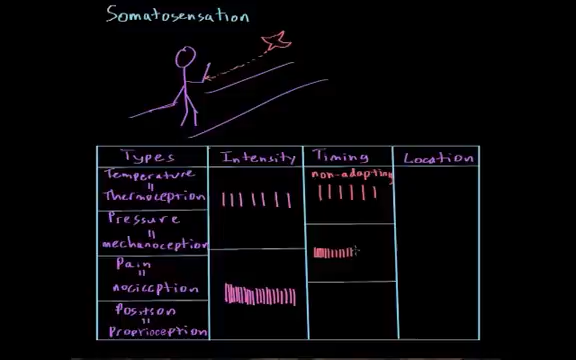 Somatosensation
Types Intensity Timing Location
Temperature
Thermoception
non-adapting
Pressure
mechanoception
Pain
nociception
Position
Proprioception